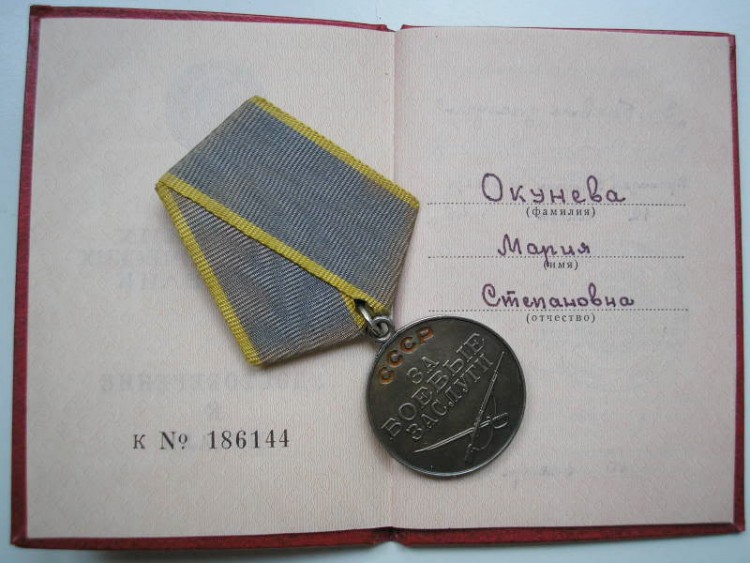 К № 186144
СССР
ЗА
БОЕВЫЕ
ЗАСЛУГИ
Окунева
(фамилия)
Мария
(имя)
Степановна
(отчество)